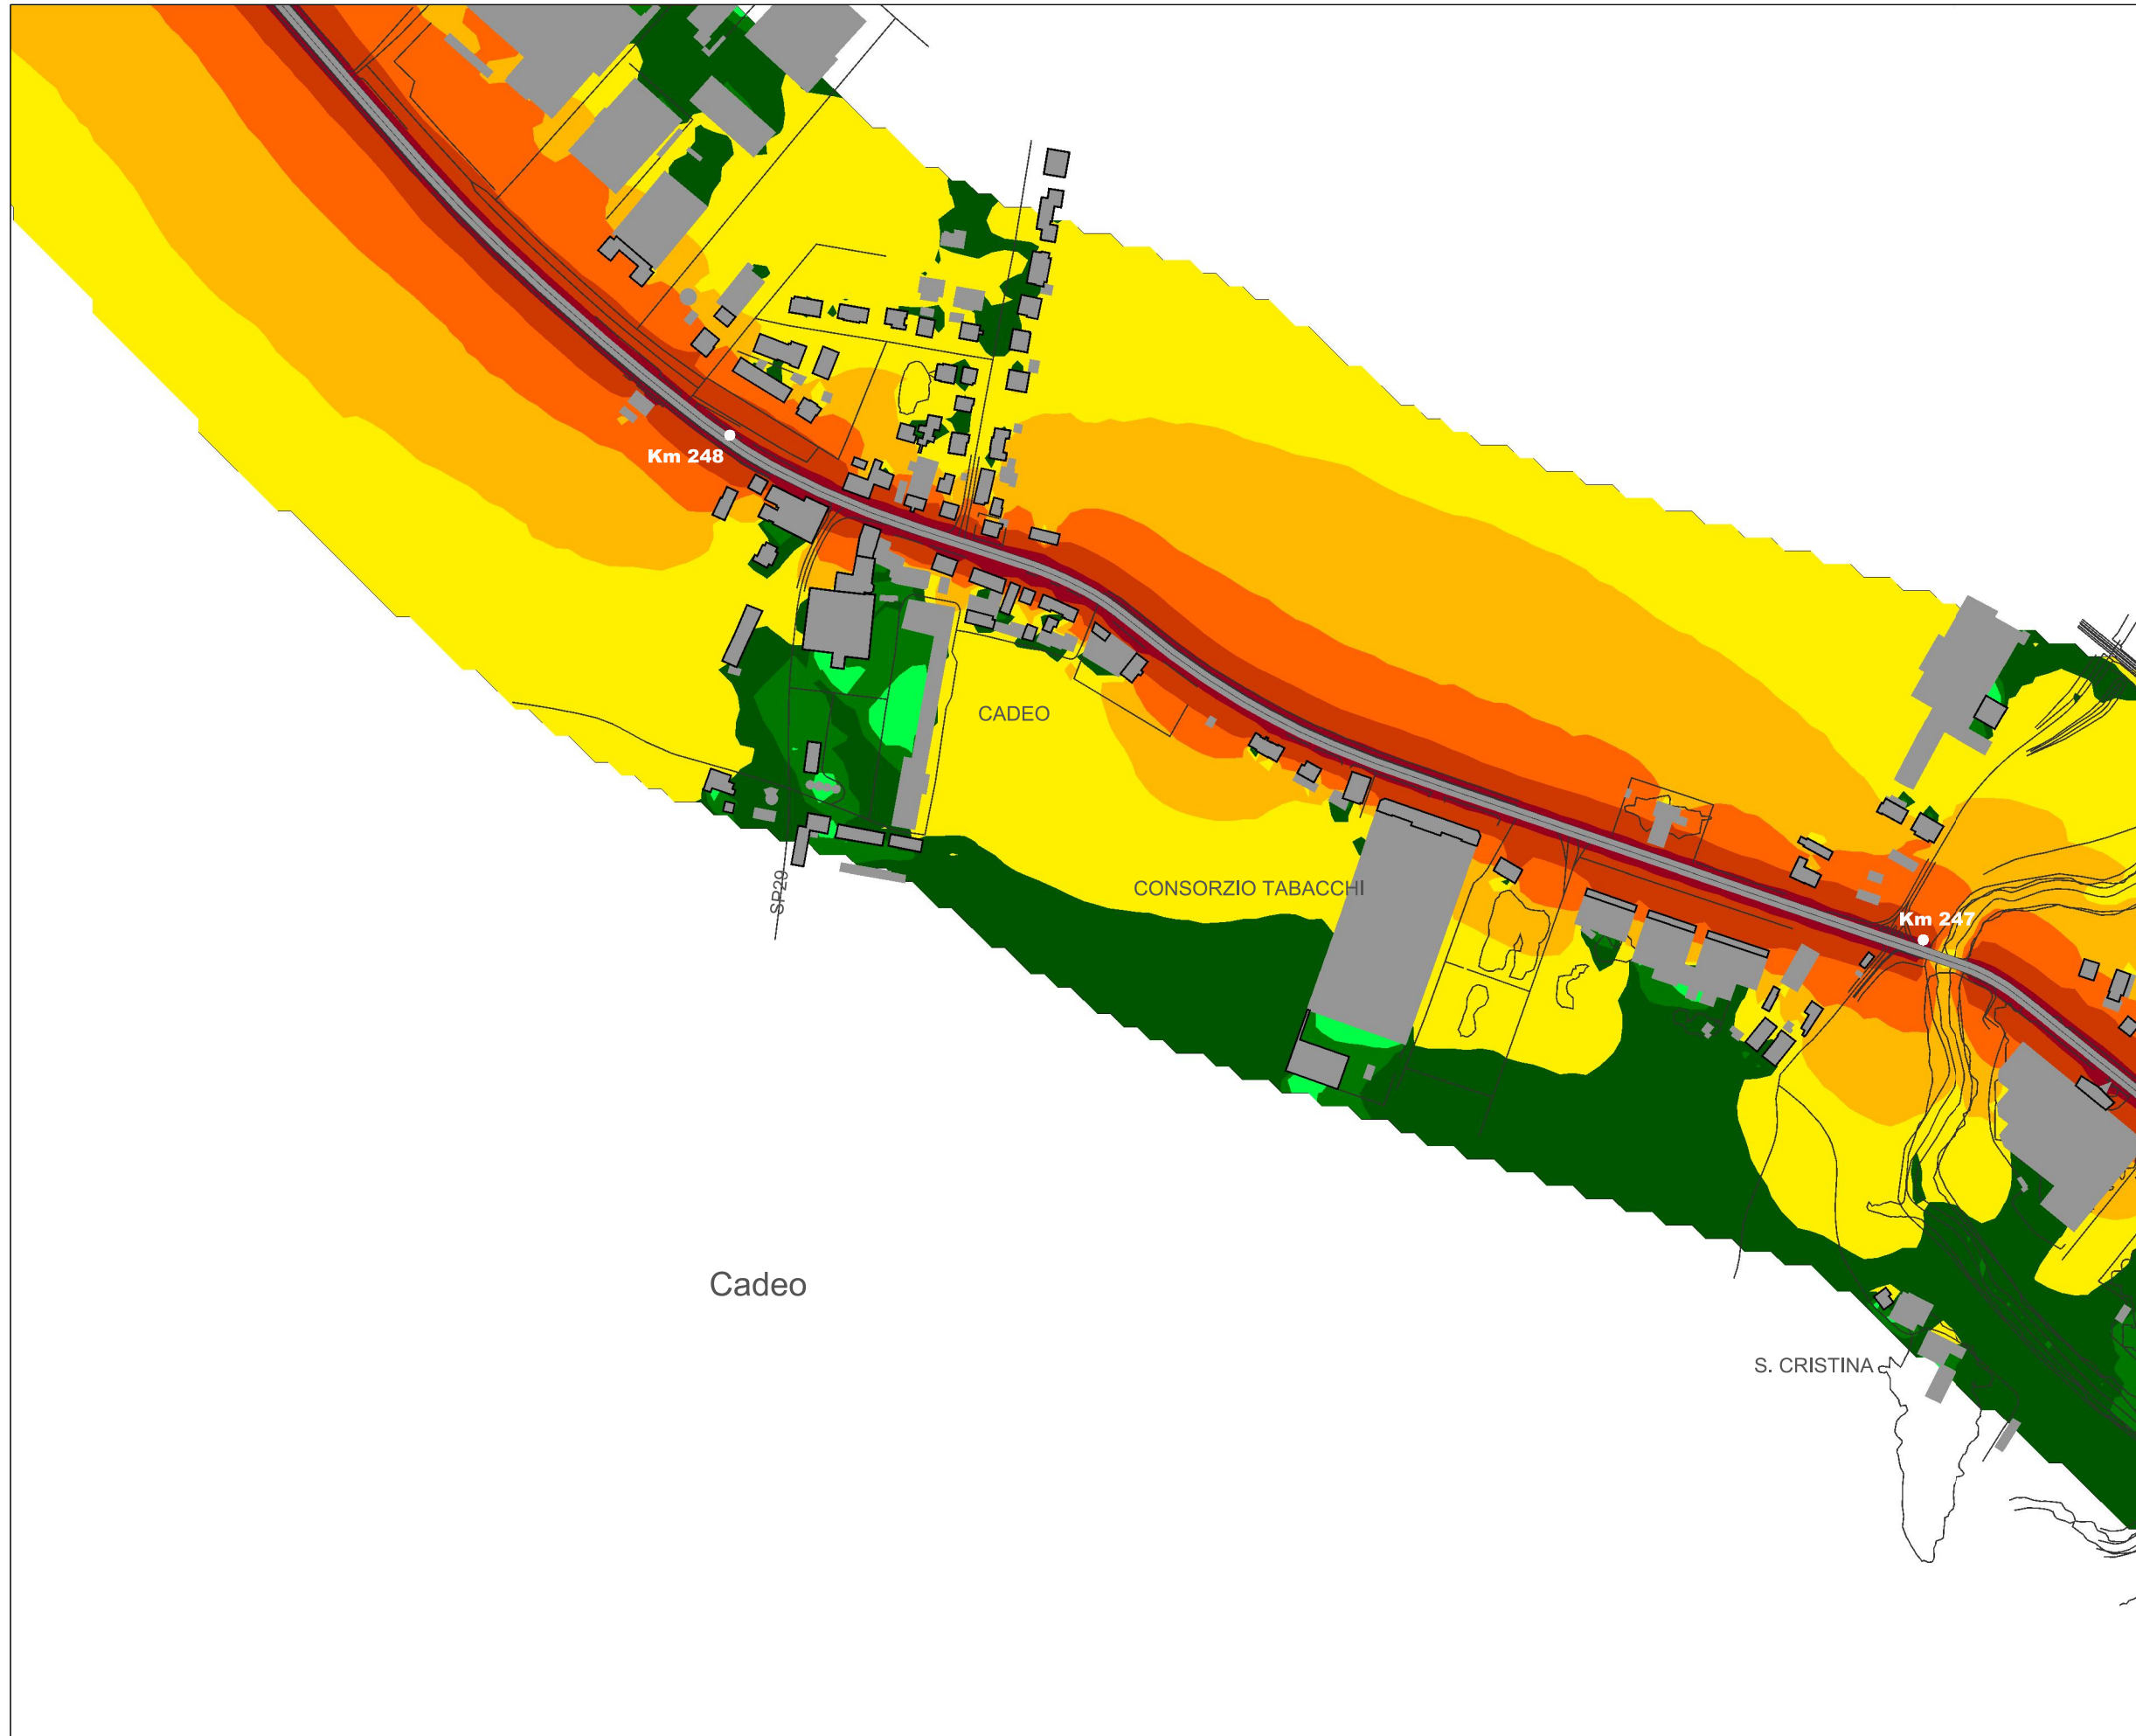 Km 248
CADEO
CONSORZIO TABACCHI
SP29
Km 247
Cadeo
S. CRISTINA